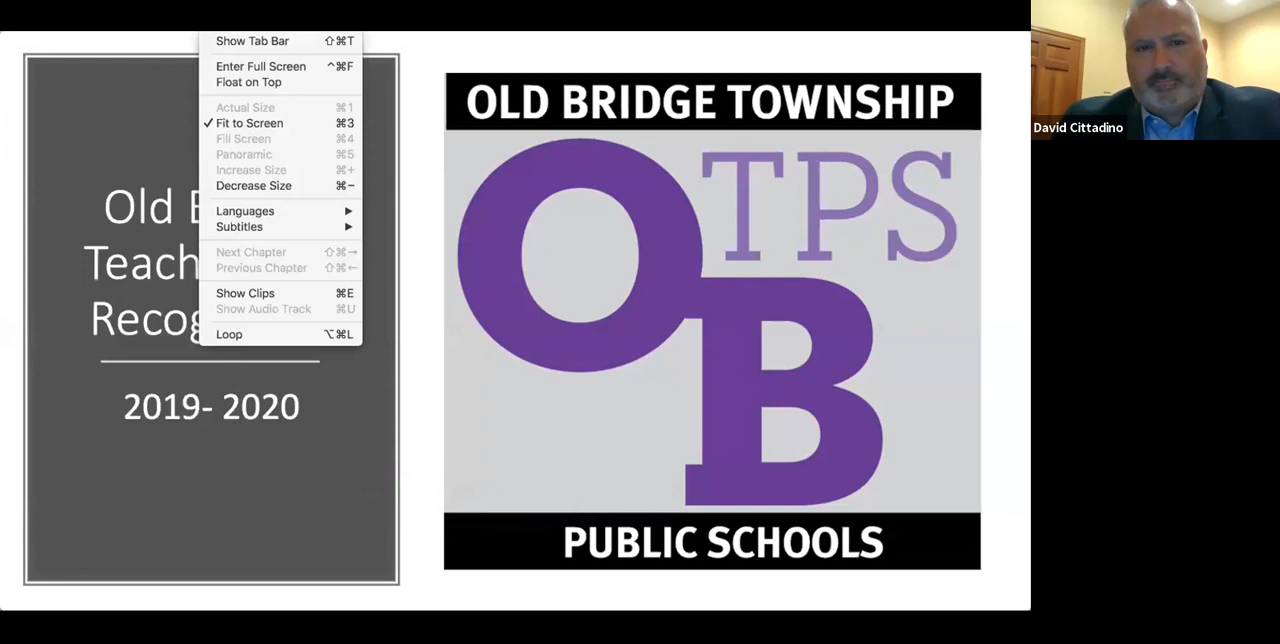 Old
Teach
Recog
2019- 2020
Show Tab Bar ⇧⌘T
Enter Full Screen ^⌘F
Float on Top
Actual Size ⌘1
✓ Fit to Screen ⌘3
Fill Screen ⌘4
Panoramic ⌘5
Increase Size ⌘+
Decrease Size ⌘−
Languages ▶
Subtitles ▶
Next Chapter ⇧⌘→
Previous Chapter ⇧⌘←
Show Clips ⌘E
Show Audio Track ⌘U
Loop ⌥⌘L
OLD BRIDGE TOWNSHIP
OB TPS
PUBLIC SCHOOLS
David Cittadino